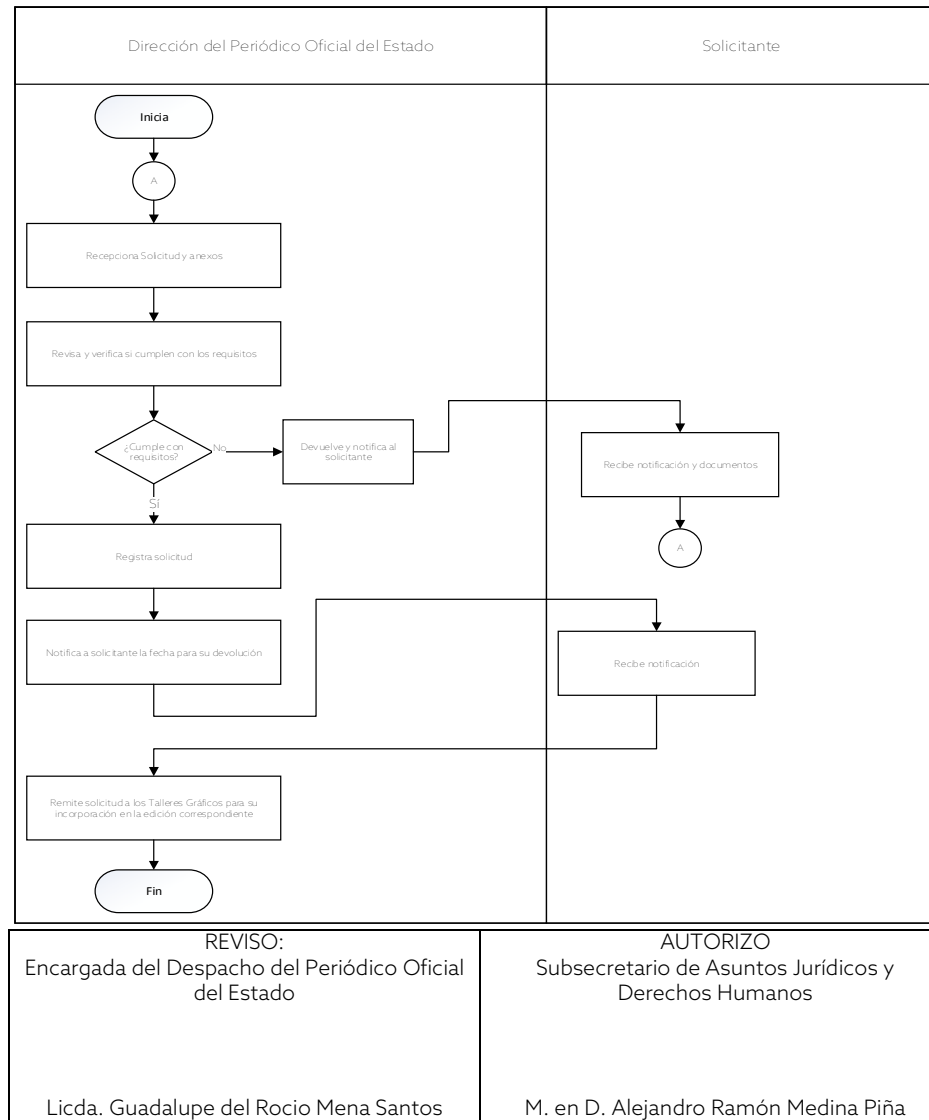 Dirección del Periódico Oficial del Estado
Solicitante
Inicia
A
Recepciona Solicitud y anexos
Revisa y verifica si cumplen con los requisitos
¿Cumple con
requisitos?
No
Devuelve y notifica al
solicitante
Recibe notificación y documentos
A
Sí
Registra solicitud
Notifica a solicitante la fecha para su devolución
Recibe notificación
Remite solicitud a los Talleres Gráficos para su
incorporación en la edición correspondiente
Fin
REVISO:
Encargada del Despacho del Periódico Oficial
del Estado
Licda. Guadalupe del Rocio Mena Santos
AUTORIZO
Subsecretario de Asuntos Jurídicos y
Derechos Humanos
M. en D. Alejandro Ramón Medina Piña